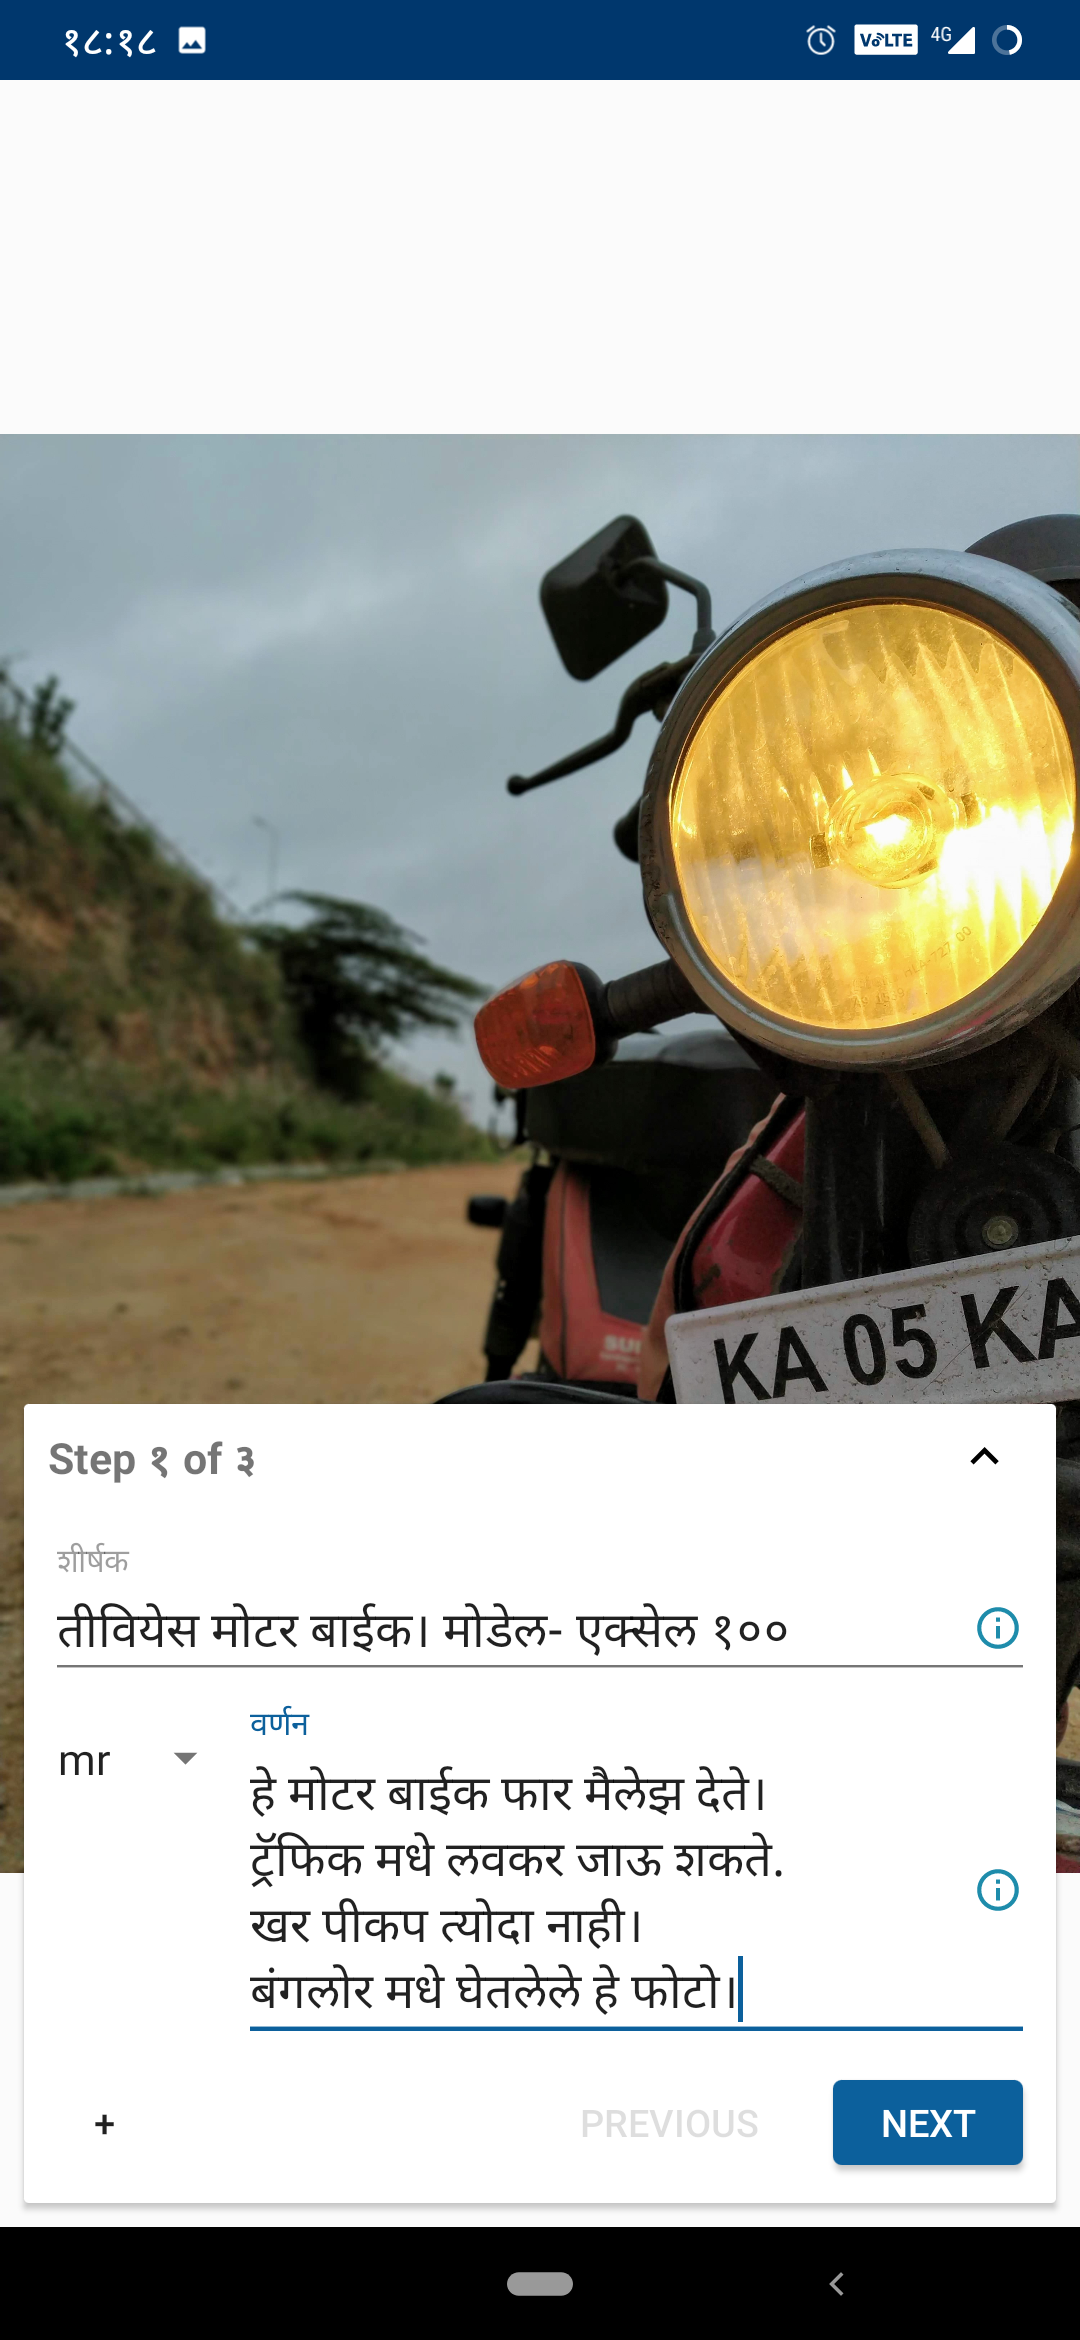 १८:१८
VoLTE 4G
KA 05 KA
Step १ of ३
शीर्षक
तीवियेस मोटर बाईक। मोडेल- एक्सेल १००
mr
वर्णन
हे मोटर बाईक फार मैलेझ देते।
ट्रॅफिक मधे लवकर जाऊ शकते.
खर पीकप त्योदा नाही।
बंगलोर मधे घेतलेले हे फोटो।
+
PREVIOUS
NEXT